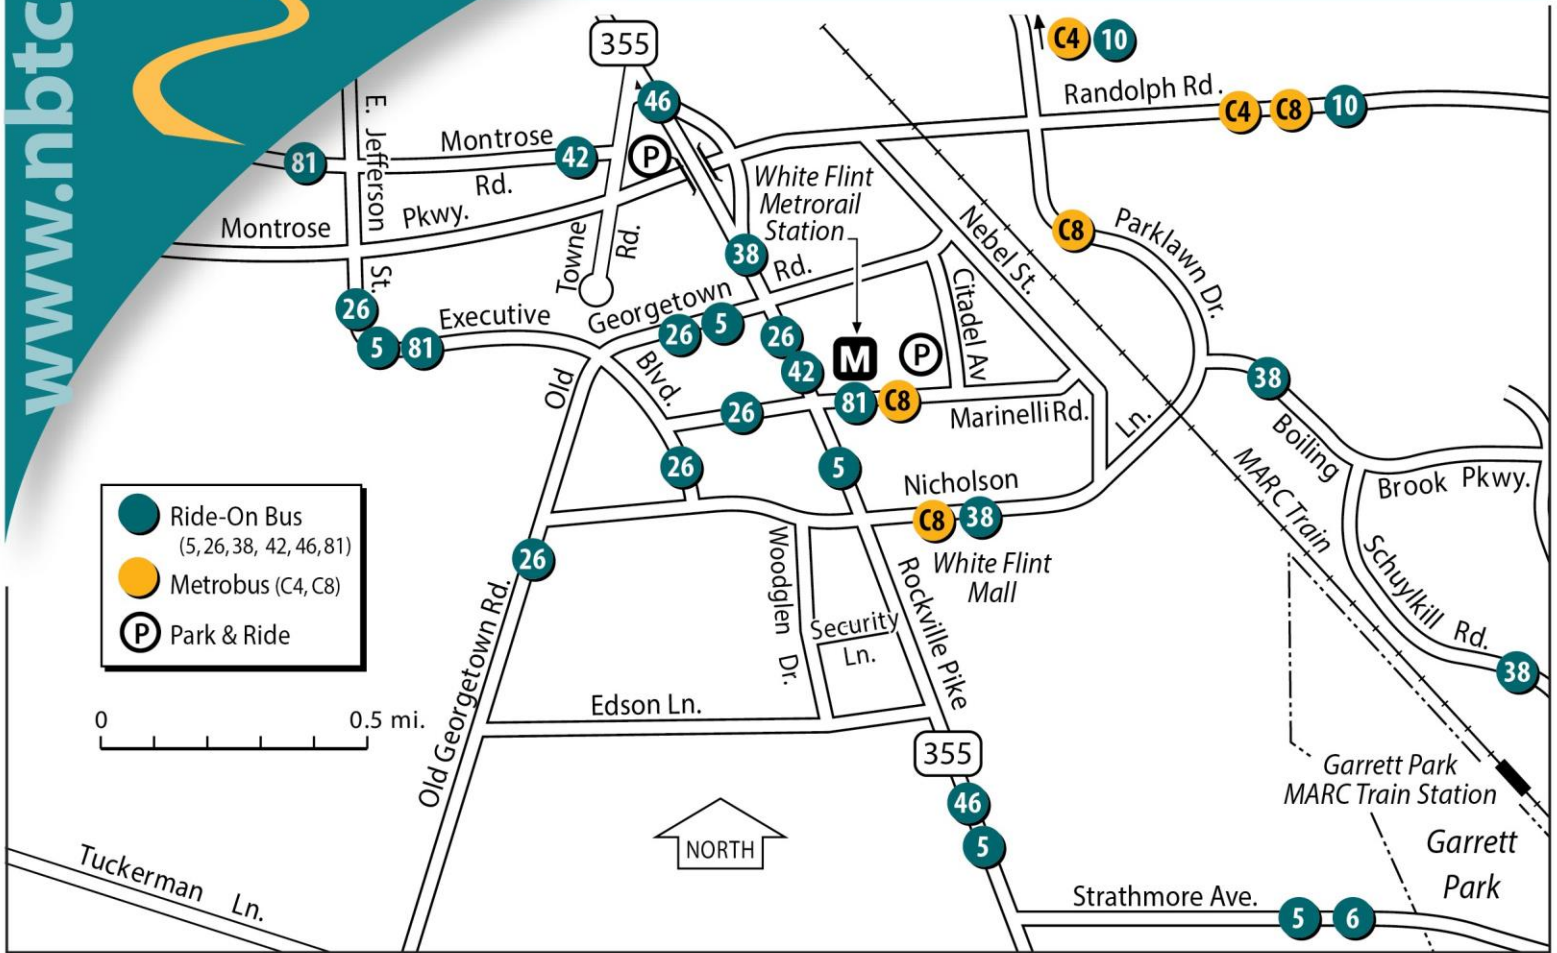 www.nbtc
355
46
C4
10
Randolph Rd.
C4
C8
10
E. Jefferson
St.
Montrose
Rd.
81
42
P
Montrose
Pkwy.
White Flint
Metrorail
Station
Nebel St.
C8
Parklawn Dr.
Towne
Rd.
38
Rd.
26
Executive
Blvd.
Old
Georgetown
26
5
26
M
P
Citadel Av
5
81
42
38
26
81
C8
Marinelli Rd.
Ln.
Boiling
Brook Pkwy.
26
5
Nicholson
C8
38
MARC Train
Ride-On Bus
(5, 26, 38, 42, 46, 81)
Metrobus (C4, C8)
P Park & Ride
26
Woodglen
Dr.
White Flint
Mall
Schuylkill Rd.
Security
Ln.
Rockville Pike
38
Old Georgetown Rd.
Edson Ln.
0 0.5 mi.
355
Garrett Park
MARC Train Station
46
NORTH
5
Garrett
Park
Tuckerman Ln.
Strathmore Ave.
5
6